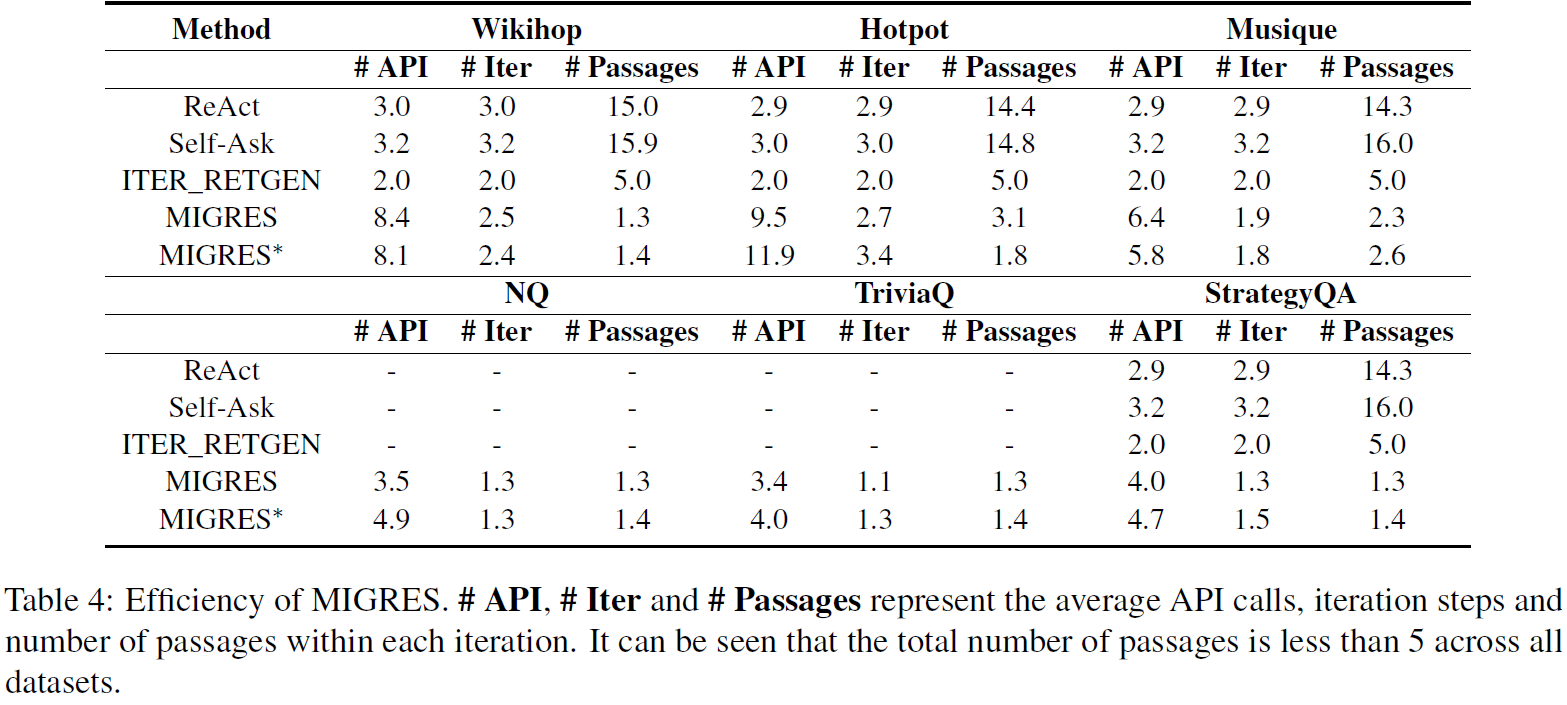 Method Wikihop Hotpot Musique
# API # Iter # Passages # API # Iter # Passages # API # Iter # Passages
ReAct 3.0 3.0 15.0 2.9 2.9 14.4 2.9 2.9 14.3
Self-Ask 3.2 3.2 15.9 3.0 3.0 14.8 3.2 3.2 16.0
ITER_RETGEN 2.0 2.0 5.0 2.0 2.0 5.0 2.0 2.0 5.0
MIGRES 8.4 2.5 1.3 9.5 2.7 3.1 6.4 1.9 2.3
MIGRES* 8.1 2.4 1.4 11.9 3.4 1.8 5.8 1.8 2.6
NQ TriviaQ StrategyQA
# API # Iter # Passages # API # Iter # Passages # API # Iter # Passages
ReAct - - - - - - 2.9 2.9 14.3
Self-Ask - - - - - - 3.2 3.2 16.0
ITER_RETGEN - - - - - - 2.0 2.0 5.0
MIGRES 3.5 1.3 1.3 3.4 1.1 1.3 4.0 1.3 1.3
MIGRES* 4.9 1.3 1.4 4.0 1.3 1.4 4.7 1.5 1.4
Table 4: Efficiency of MIGRES. # API, # Iter and # Passages represent the average API calls, iteration steps and
number of passages within each iteration. It can be seen that the total number of passages is less than 5 across all
datasets.